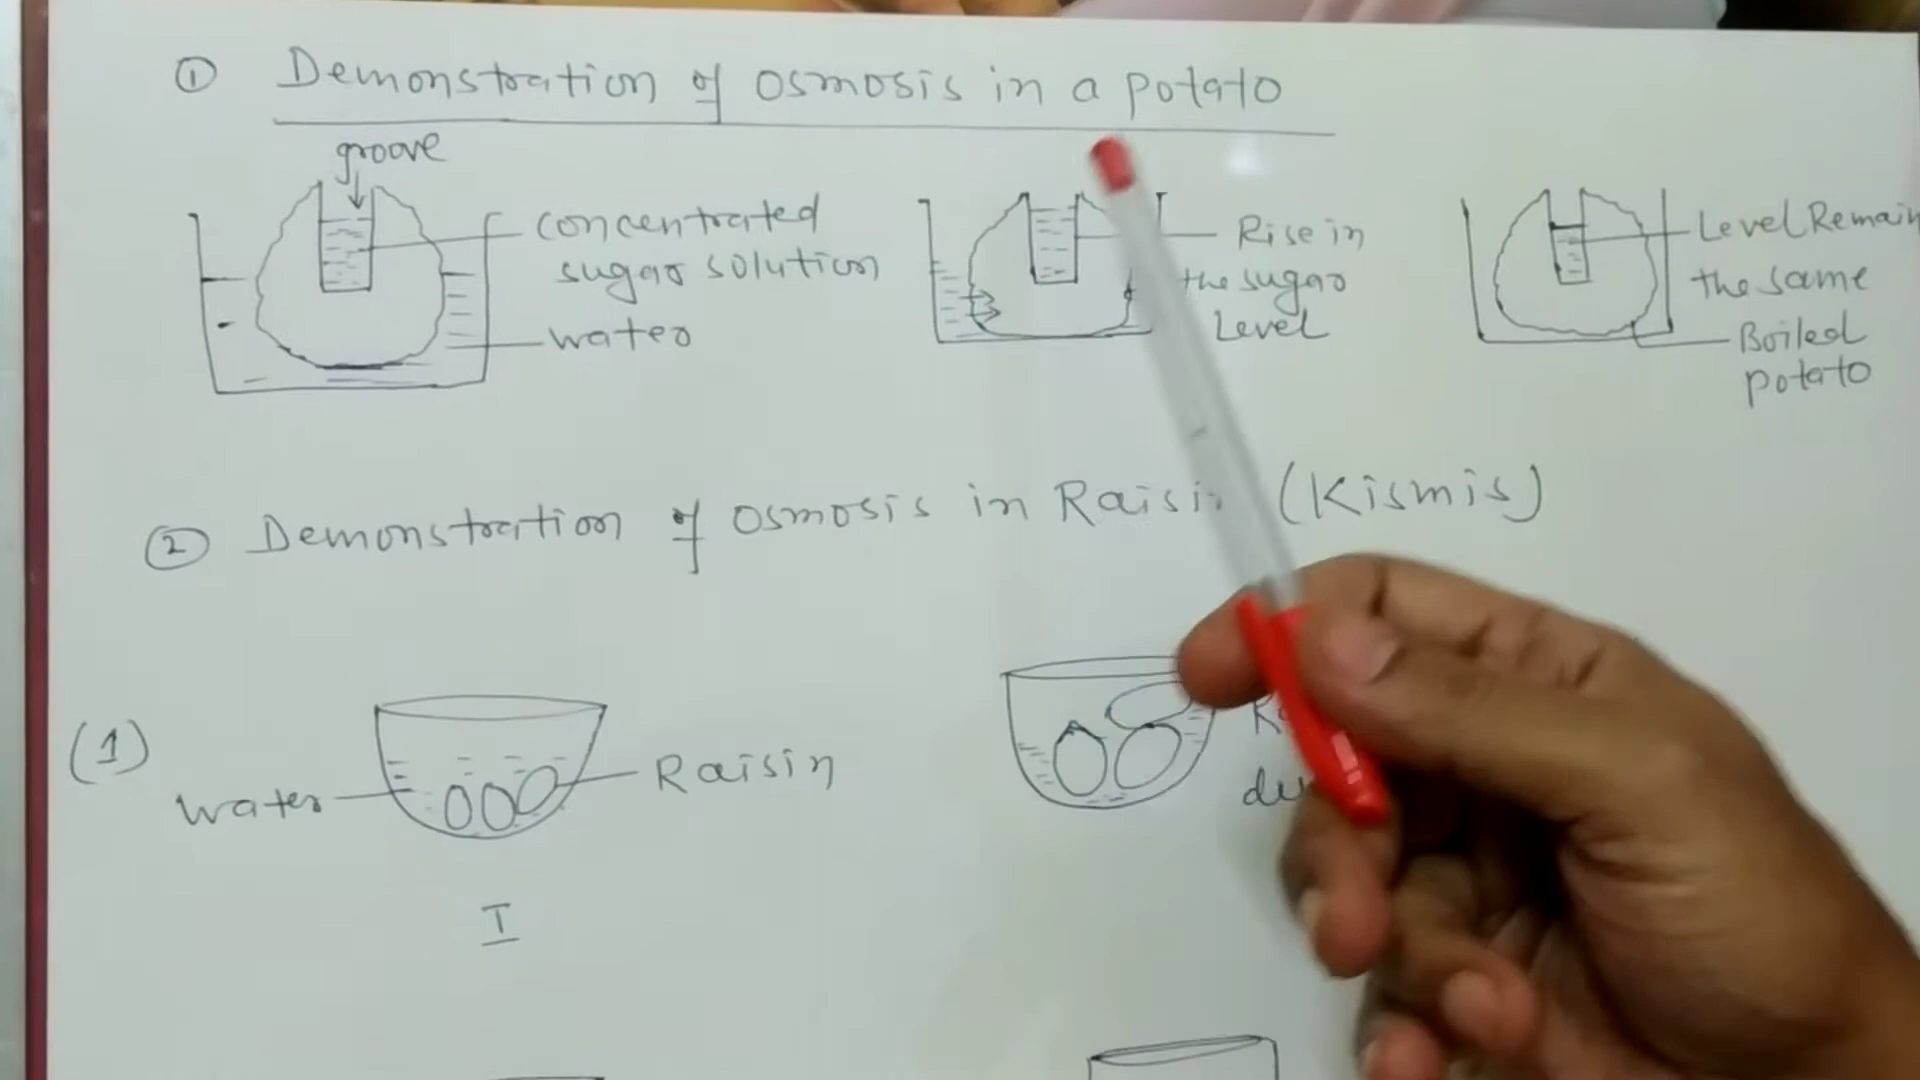 ① Demonstration of osmosis in a potato
groove
concentrated
sugar solution
water
Rise in
the sugar
Level
Level Remain
the same
Boiled
potato
② Demonstration of osmosis in (Kismis)
(1)
water
Raisin
I